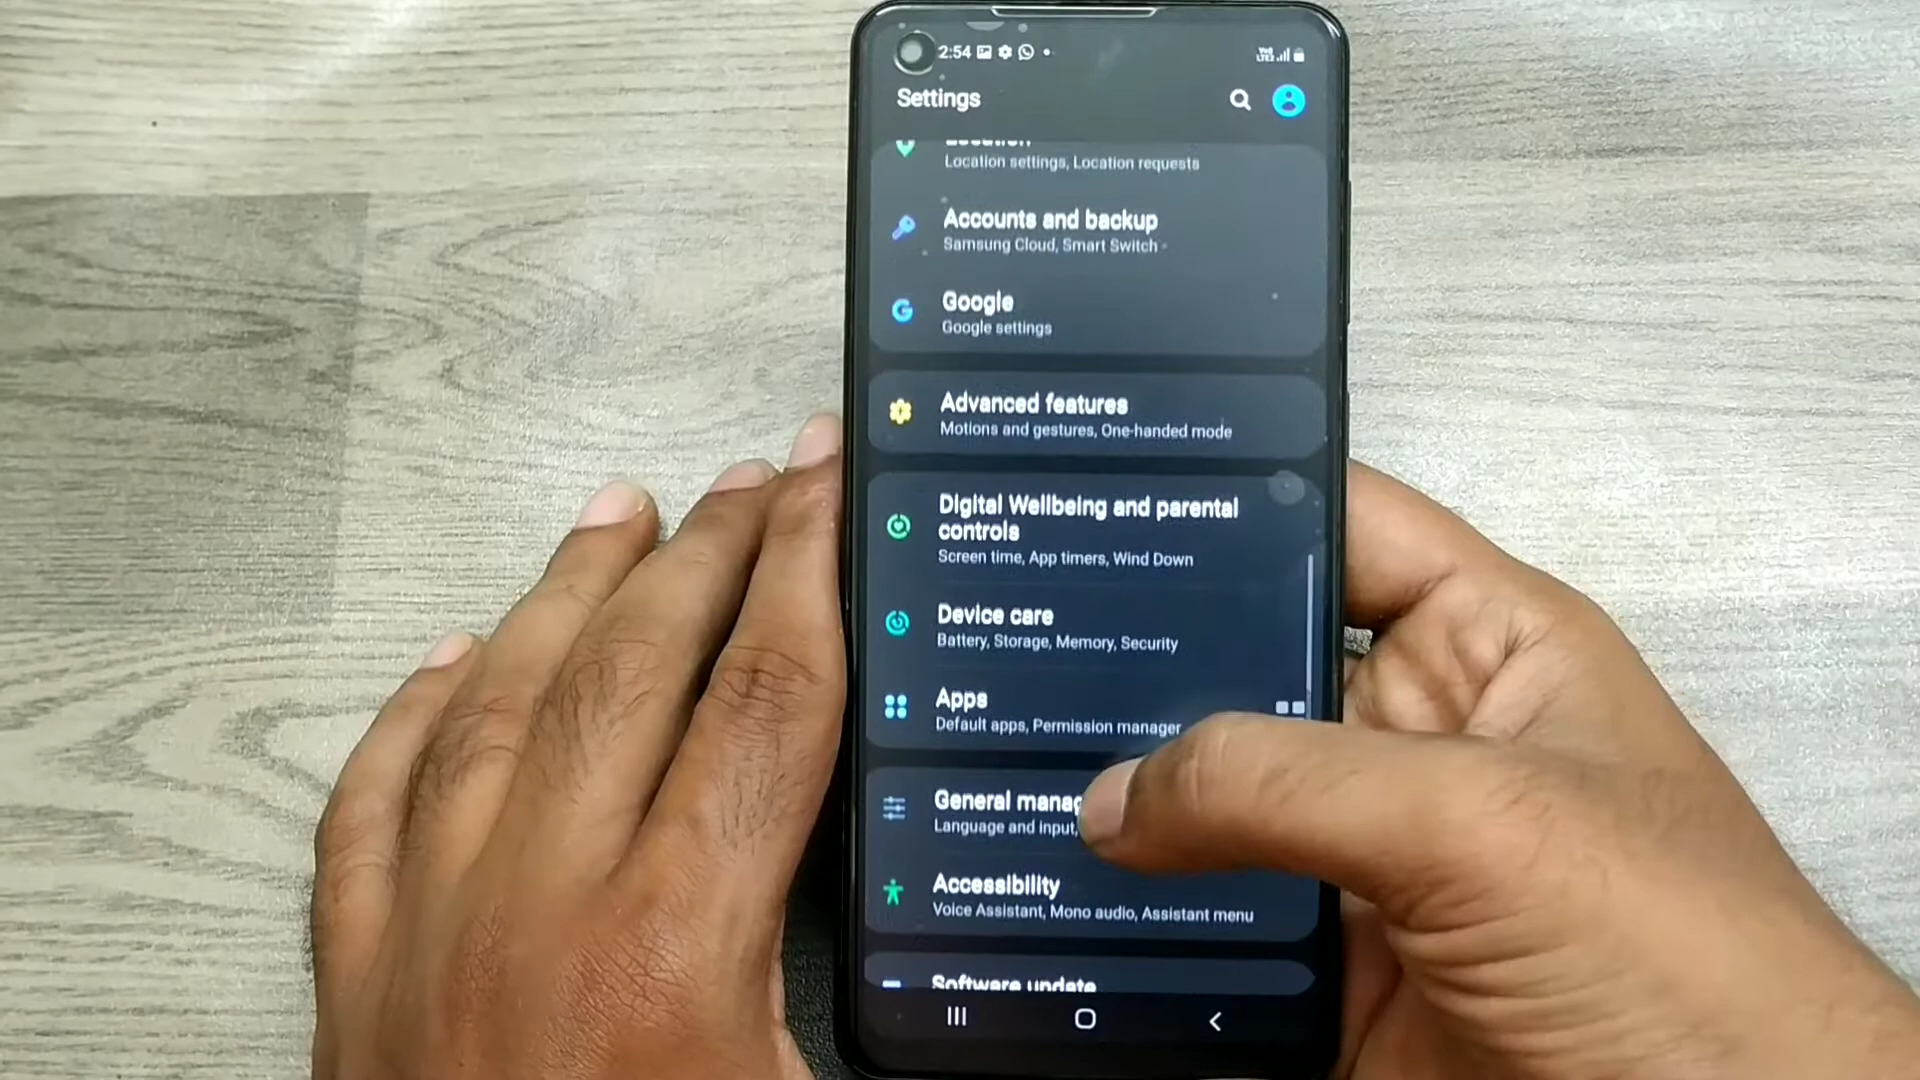 2:54
Settings
Location
Location settings, Location requests
Accounts and backup
Samsung Cloud, Smart Switch
Google
Google settings
Advanced features
Motions and gestures, One-handed mode
Digital Wellbeing and parental
controls
Screen time, App timers, Wind Down
Device care
Battery, Storage, Memory, Security
Apps
Default apps, Permission manager
General manag
Language and input,
Accessibility
Voice Assistant, Mono audio, Assistant menu
Software update